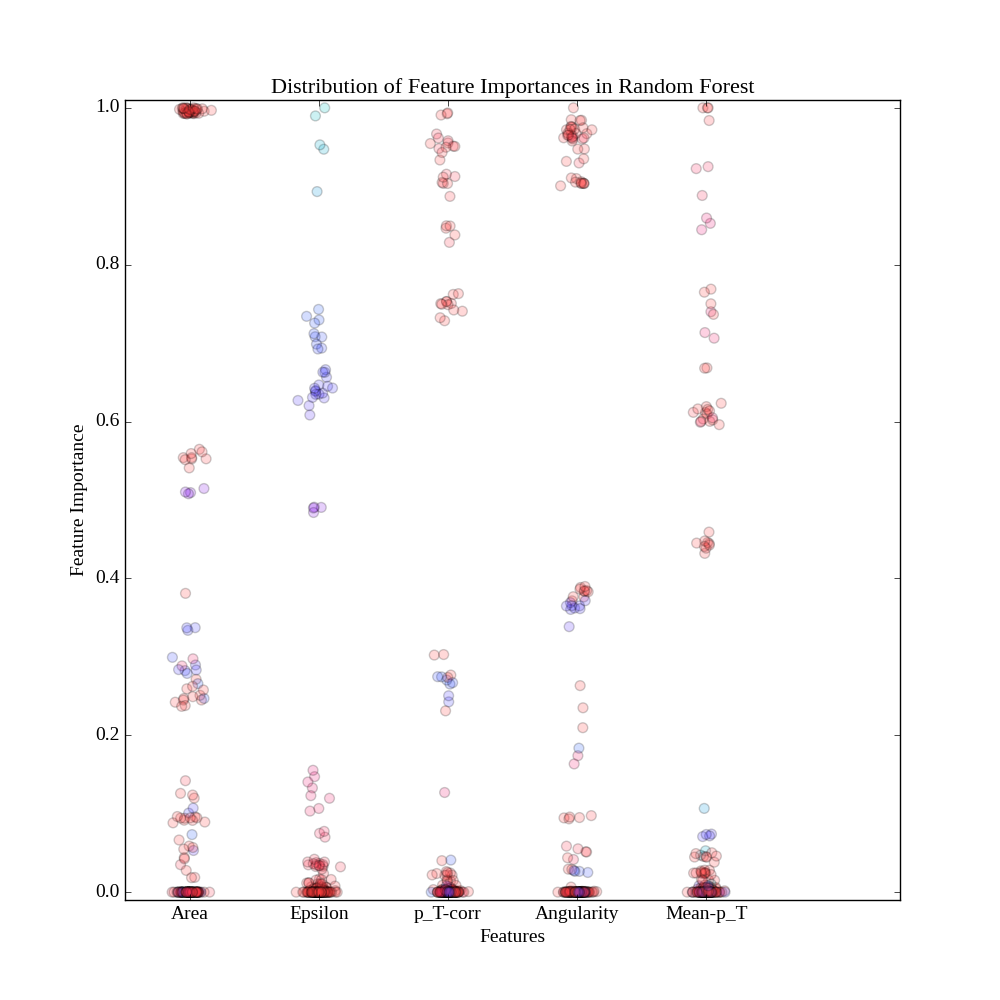 Distribution of Feature Importances in Random Forest
1.0
0.8
0.6
0.4
0.2
0.0
Feature Importance
Area Epsilon p_T-corr Angularity Mean-p_T
Features